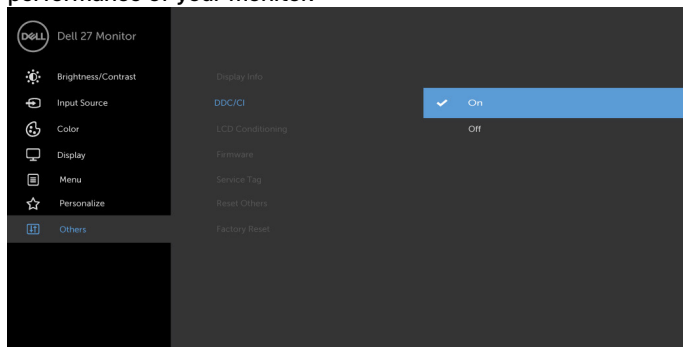 performance of your monitor.
DELL Dell 27 Monitor
Brightness/Contrast Display Info
Input Source DDC/CI On
Color LCD Conditioning Off
Display Firmware
Menu Service Tag
Personalize Reset Others
Others Factory Reset